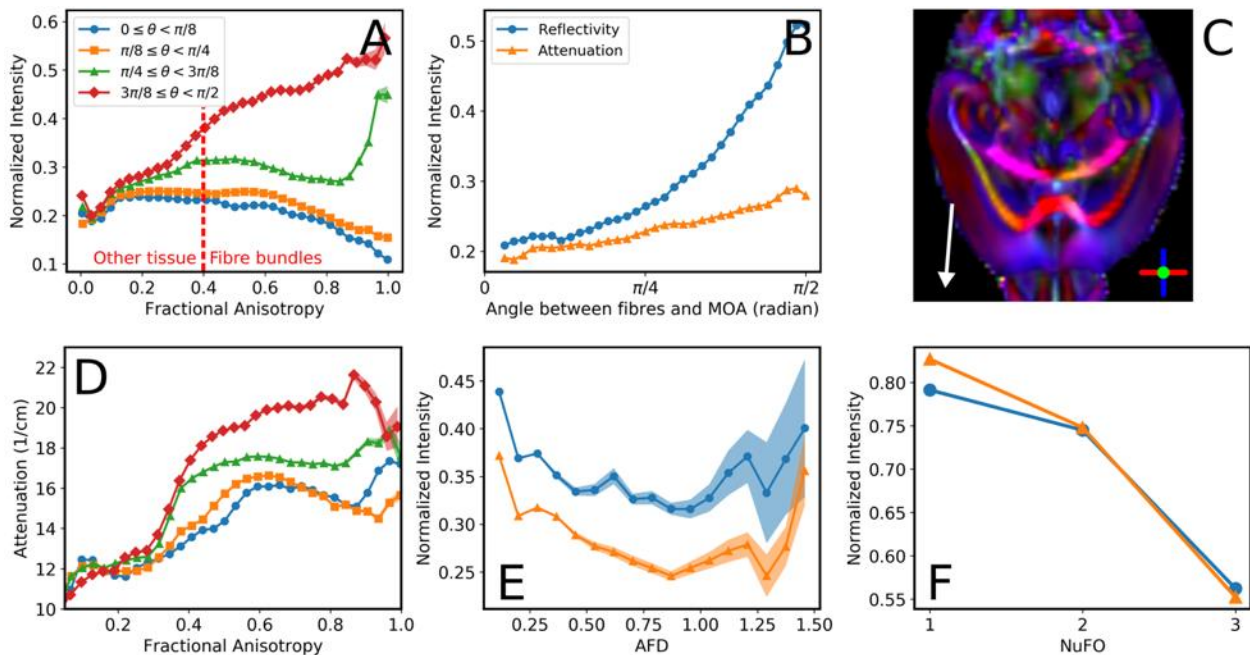 A
0 ≤ θ < π/8
π/8 ≤ θ < π/4
π/4 ≤ θ < 3π/8
3π/8 ≤ θ < π/2
Normalized Intensity
0.6
0.5
0.4
0.3
0.2
0.1
Other tissue
Fibre bundles
0.0 0.2 0.4 0.6 0.8 1.0
Fractional Anisotropy
B
Reflectivity
Attenuation
Normalized Intensity
0.5
0.4
0.3
0.2
0 π/4 π/2
Angle between fibres and MOA (radian)
C
D
Attenuation (1/cm)
22
20
18
16
14
12
10
0.2 0.4 0.6 0.8 1.0
Fractional Anisotropy
E
Normalized Intensity
0.45
0.40
0.35
0.30
0.25
0.25 0.50 0.75 1.00 1.25 1.50
AFD
F
Normalized Intensity
0.80
0.75
0.70
0.65
0.60
0.55
1 2 3
NuFO